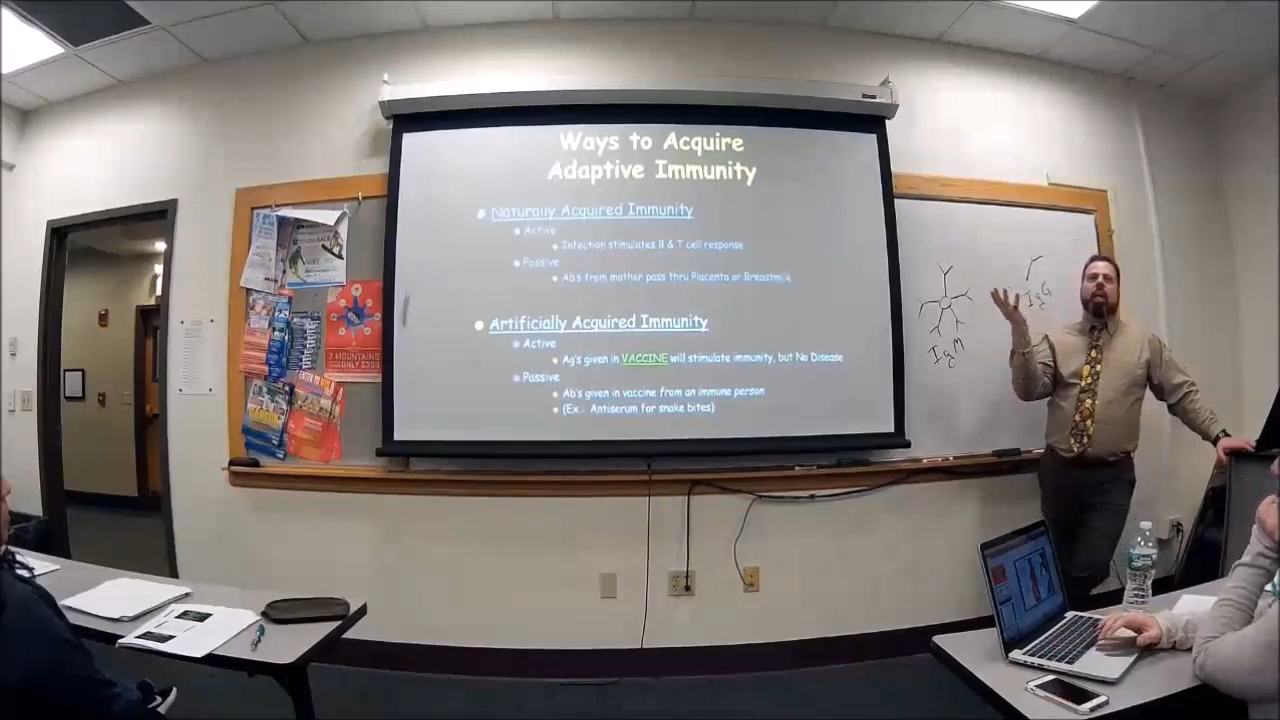 Ways to Acquire
Adaptive Immunity
Naturally Acquired Immunity
Active
Infection stimulates B & T cell response
Passive
Ab's from mother pass thru Placenta or Breastmilk
Artificially Acquired Immunity
Active
Ag's given in VACCINE will stimulate immunity, but No Disease
Passive
Ab's given in vaccine from an immune person
(Ex.: Antiserum for snake bites)
IgG
IgM
7 MOUNTAINS
ONLY $399